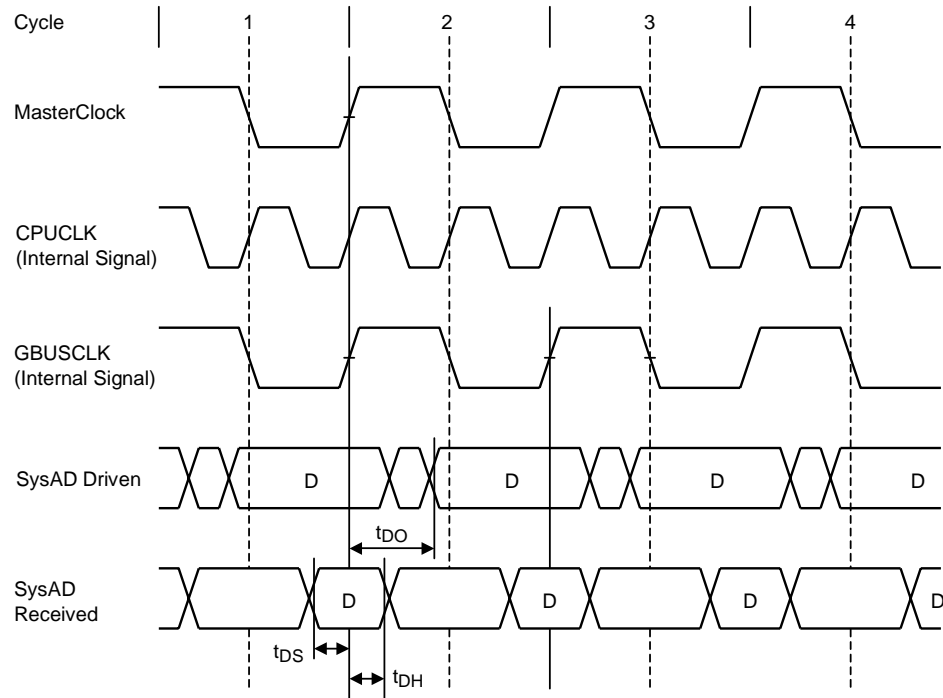 Cycle 1 2 3 4
MasterClock
CPUCLK
(Internal Signal)
GBUSCLK
(Internal Signal)
SysAD Driven D D D D
tDO
SysAD
Received D D D D
tDS
tDH